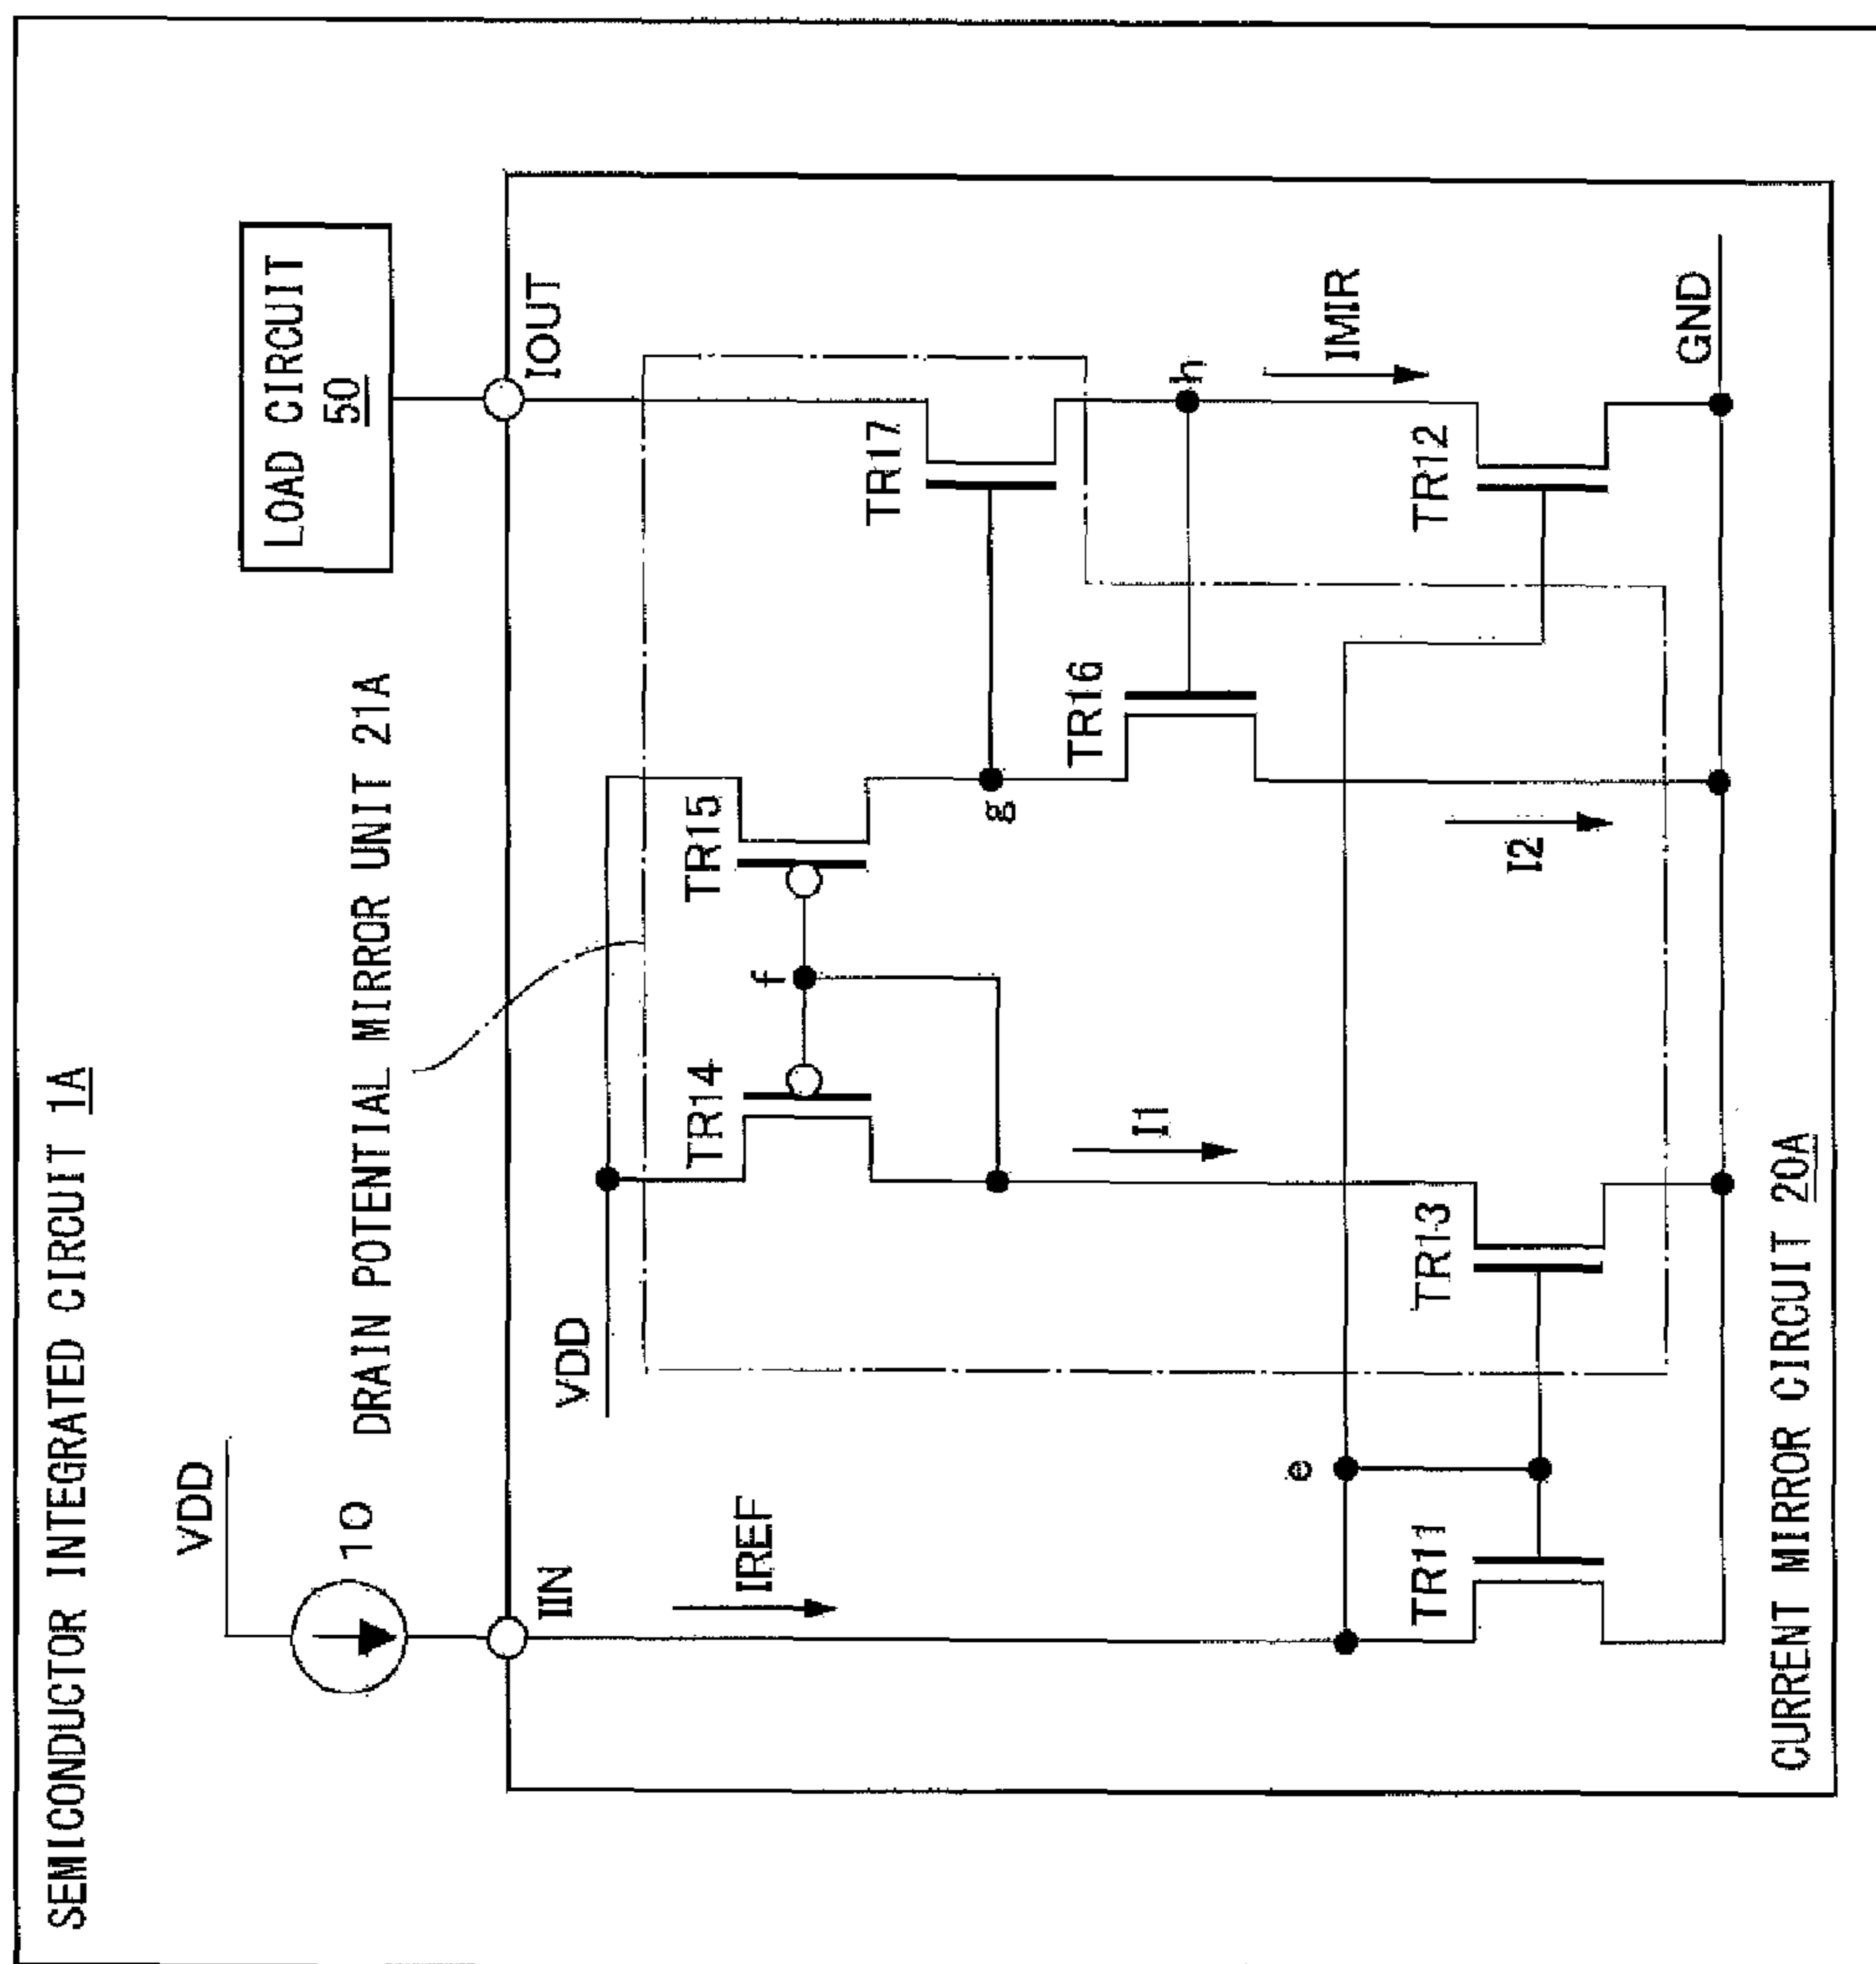 SEMICONDUCTOR INTEGRATED CIRCUIT 1A
VDD
10
DRAIN POTENTIAL MIRROR UNIT 21A
LOAD CIRCUIT
50
IIN
IOUT
VDD
IREF
TR14
TR15
f
TR17
g
I1
TR16
h
e
IMIR
TR11
TR13
I2
TR12
GND
CURRENT MIRROR CIRCUIT 20A